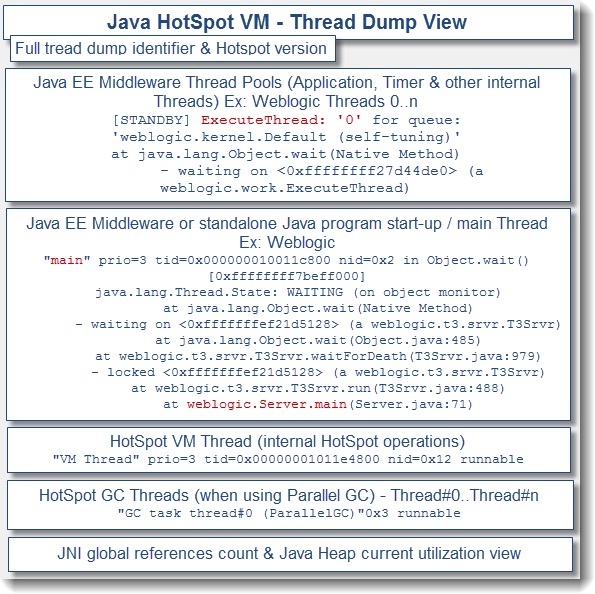 Java HotSpot VM - Thread Dump View
Full tread dump identifier & Hotspot version
Java EE Middleware Thread Pools (Application, Timer & other internal
Threads) Ex: Weblogic Threads 0..n
[STANDBY] ExecuteThread: '0' for queue:
'weblogic.kernel.Default (self-tuning)'
at java.lang.Object.wait(Native Method)
- waiting on <0xffffffff27d44de0> (a
weblogic.work.ExecuteThread)
Java EE Middleware or standalone Java program start-up / main Thread
Ex: Weblogic
"main" prio=3 tid=0x000000010011c800 nid=0x2 in Object.wait()
[0xffffffff7beff000]
java.lang.Thread.State: WAITING (on object monitor)
at java.lang.Object.wait(Native Method)
- waiting on <0xfffffffef21d5128> (a weblogic.t3.srvr.T3Srvr)
at java.lang.Object.wait(Object.java:485)
at weblogic.t3.srvr.T3Srvr.waitForDeath(T3Srvr.java:979)
- locked <0xfffffffef21d5128> (a weblogic.t3.srvr.T3Srvr)
at weblogic.t3.srvr.T3Srvr.run(T3Srvr.java:488)
at weblogic.Server.main(Server.java:71)
HotSpot VM Thread (internal HotSpot operations)
"VM Thread" prio=3 tid=0x00000001011e4800 nid=0x12 runnable
HotSpot GC Threads (when using Parallel GC) - Thread#0..Thread#n
"GC task thread#0 (ParallelGC)"0x3 runnable
JNI global references count & Java Heap current utilization view